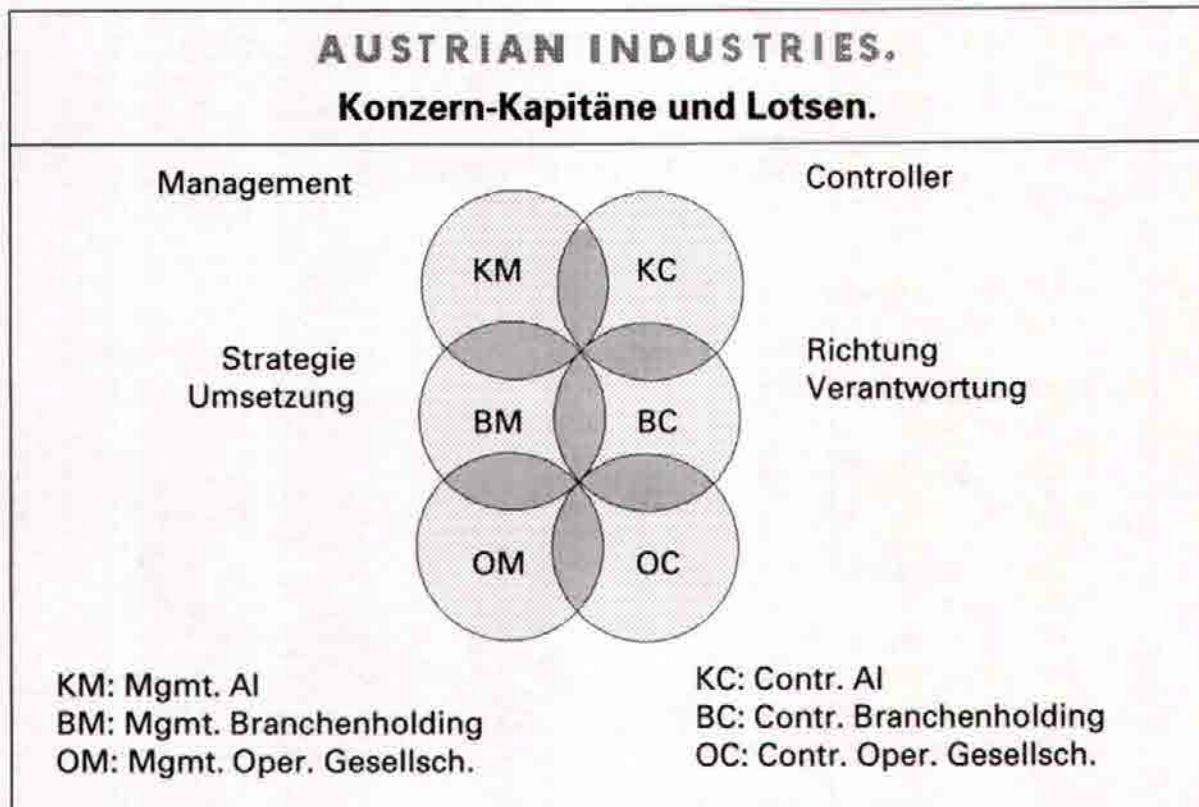 AUSTRIAN INDUSTRIES.
Konzern-Kapitäne und Lotsen.
Management
Controller
KM
KC
Strategie
Umsetzung
Richtung
Verantwortung
BM
BC
OM
OC
KM: Mgmt. AI
BM: Mgmt. Branchenholding
OM: Mgmt. Oper. Gesellsch.
KC: Contr. AI
BC: Contr. Branchenholding
OC: Contr. Oper. Gesellsch.